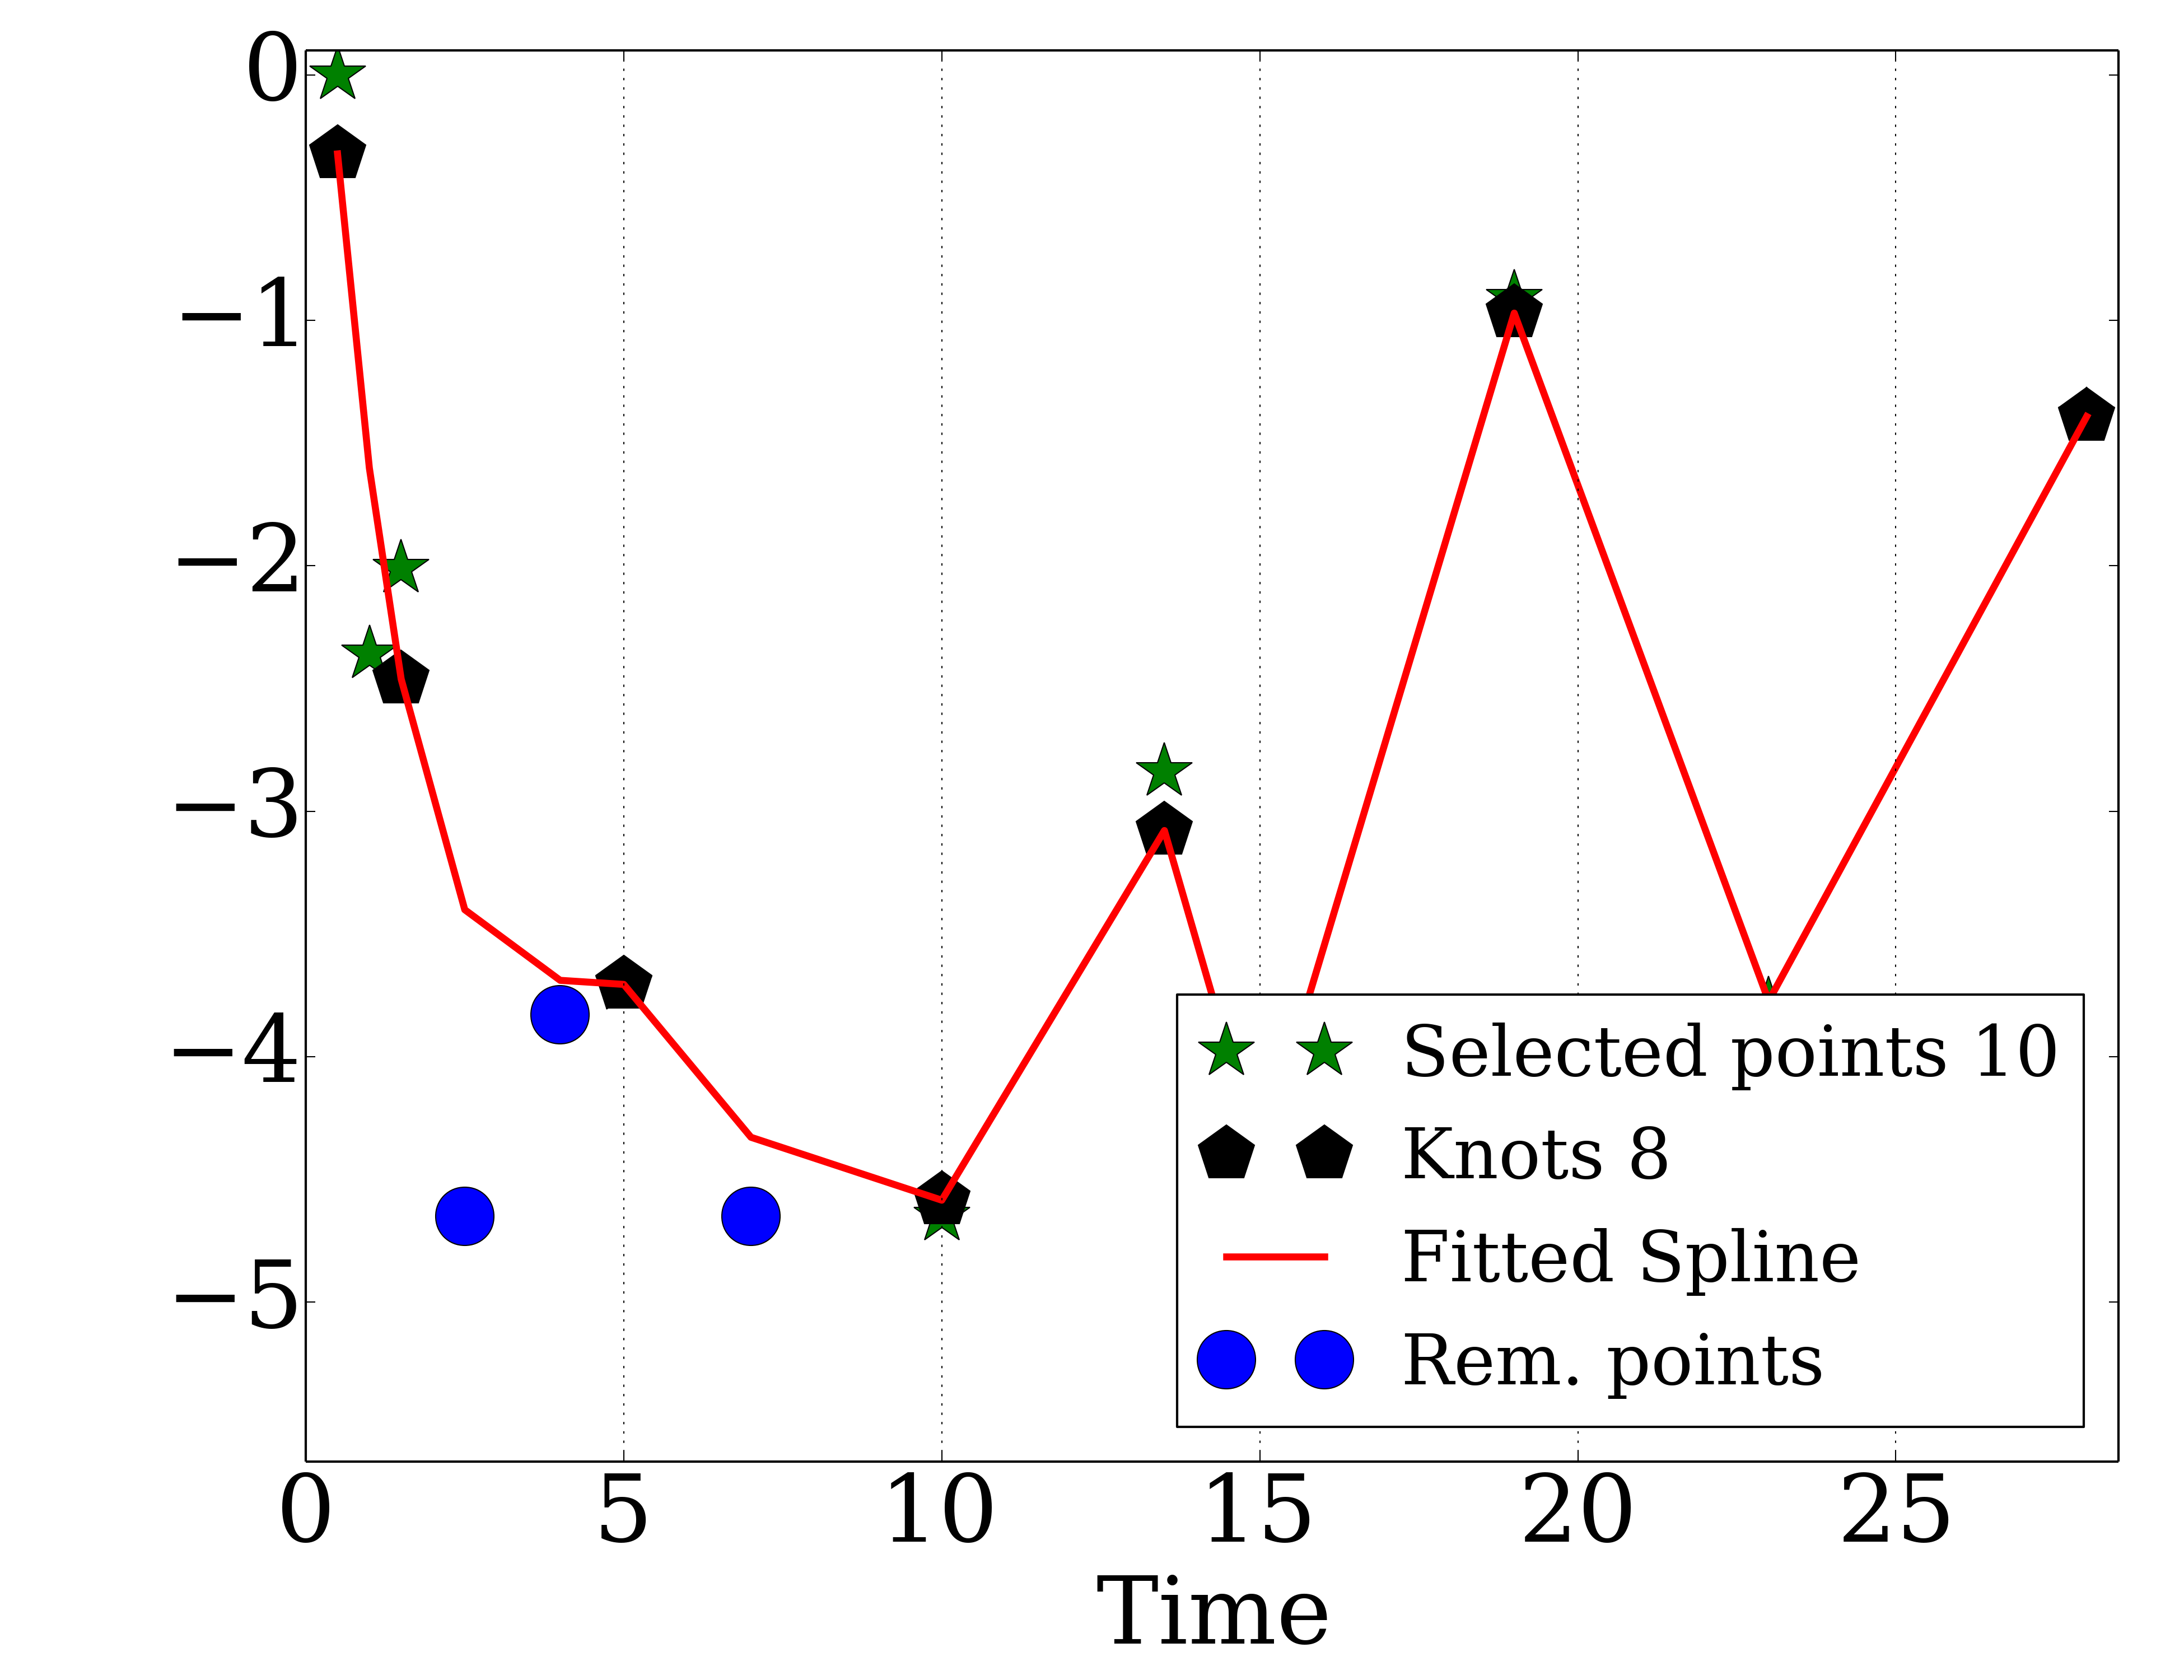 0
−1
−2
−3
−4
−5
Selected points 10
Knots 8
Fitted Spline
Rem. points
0 5 10 15 20 25
Time